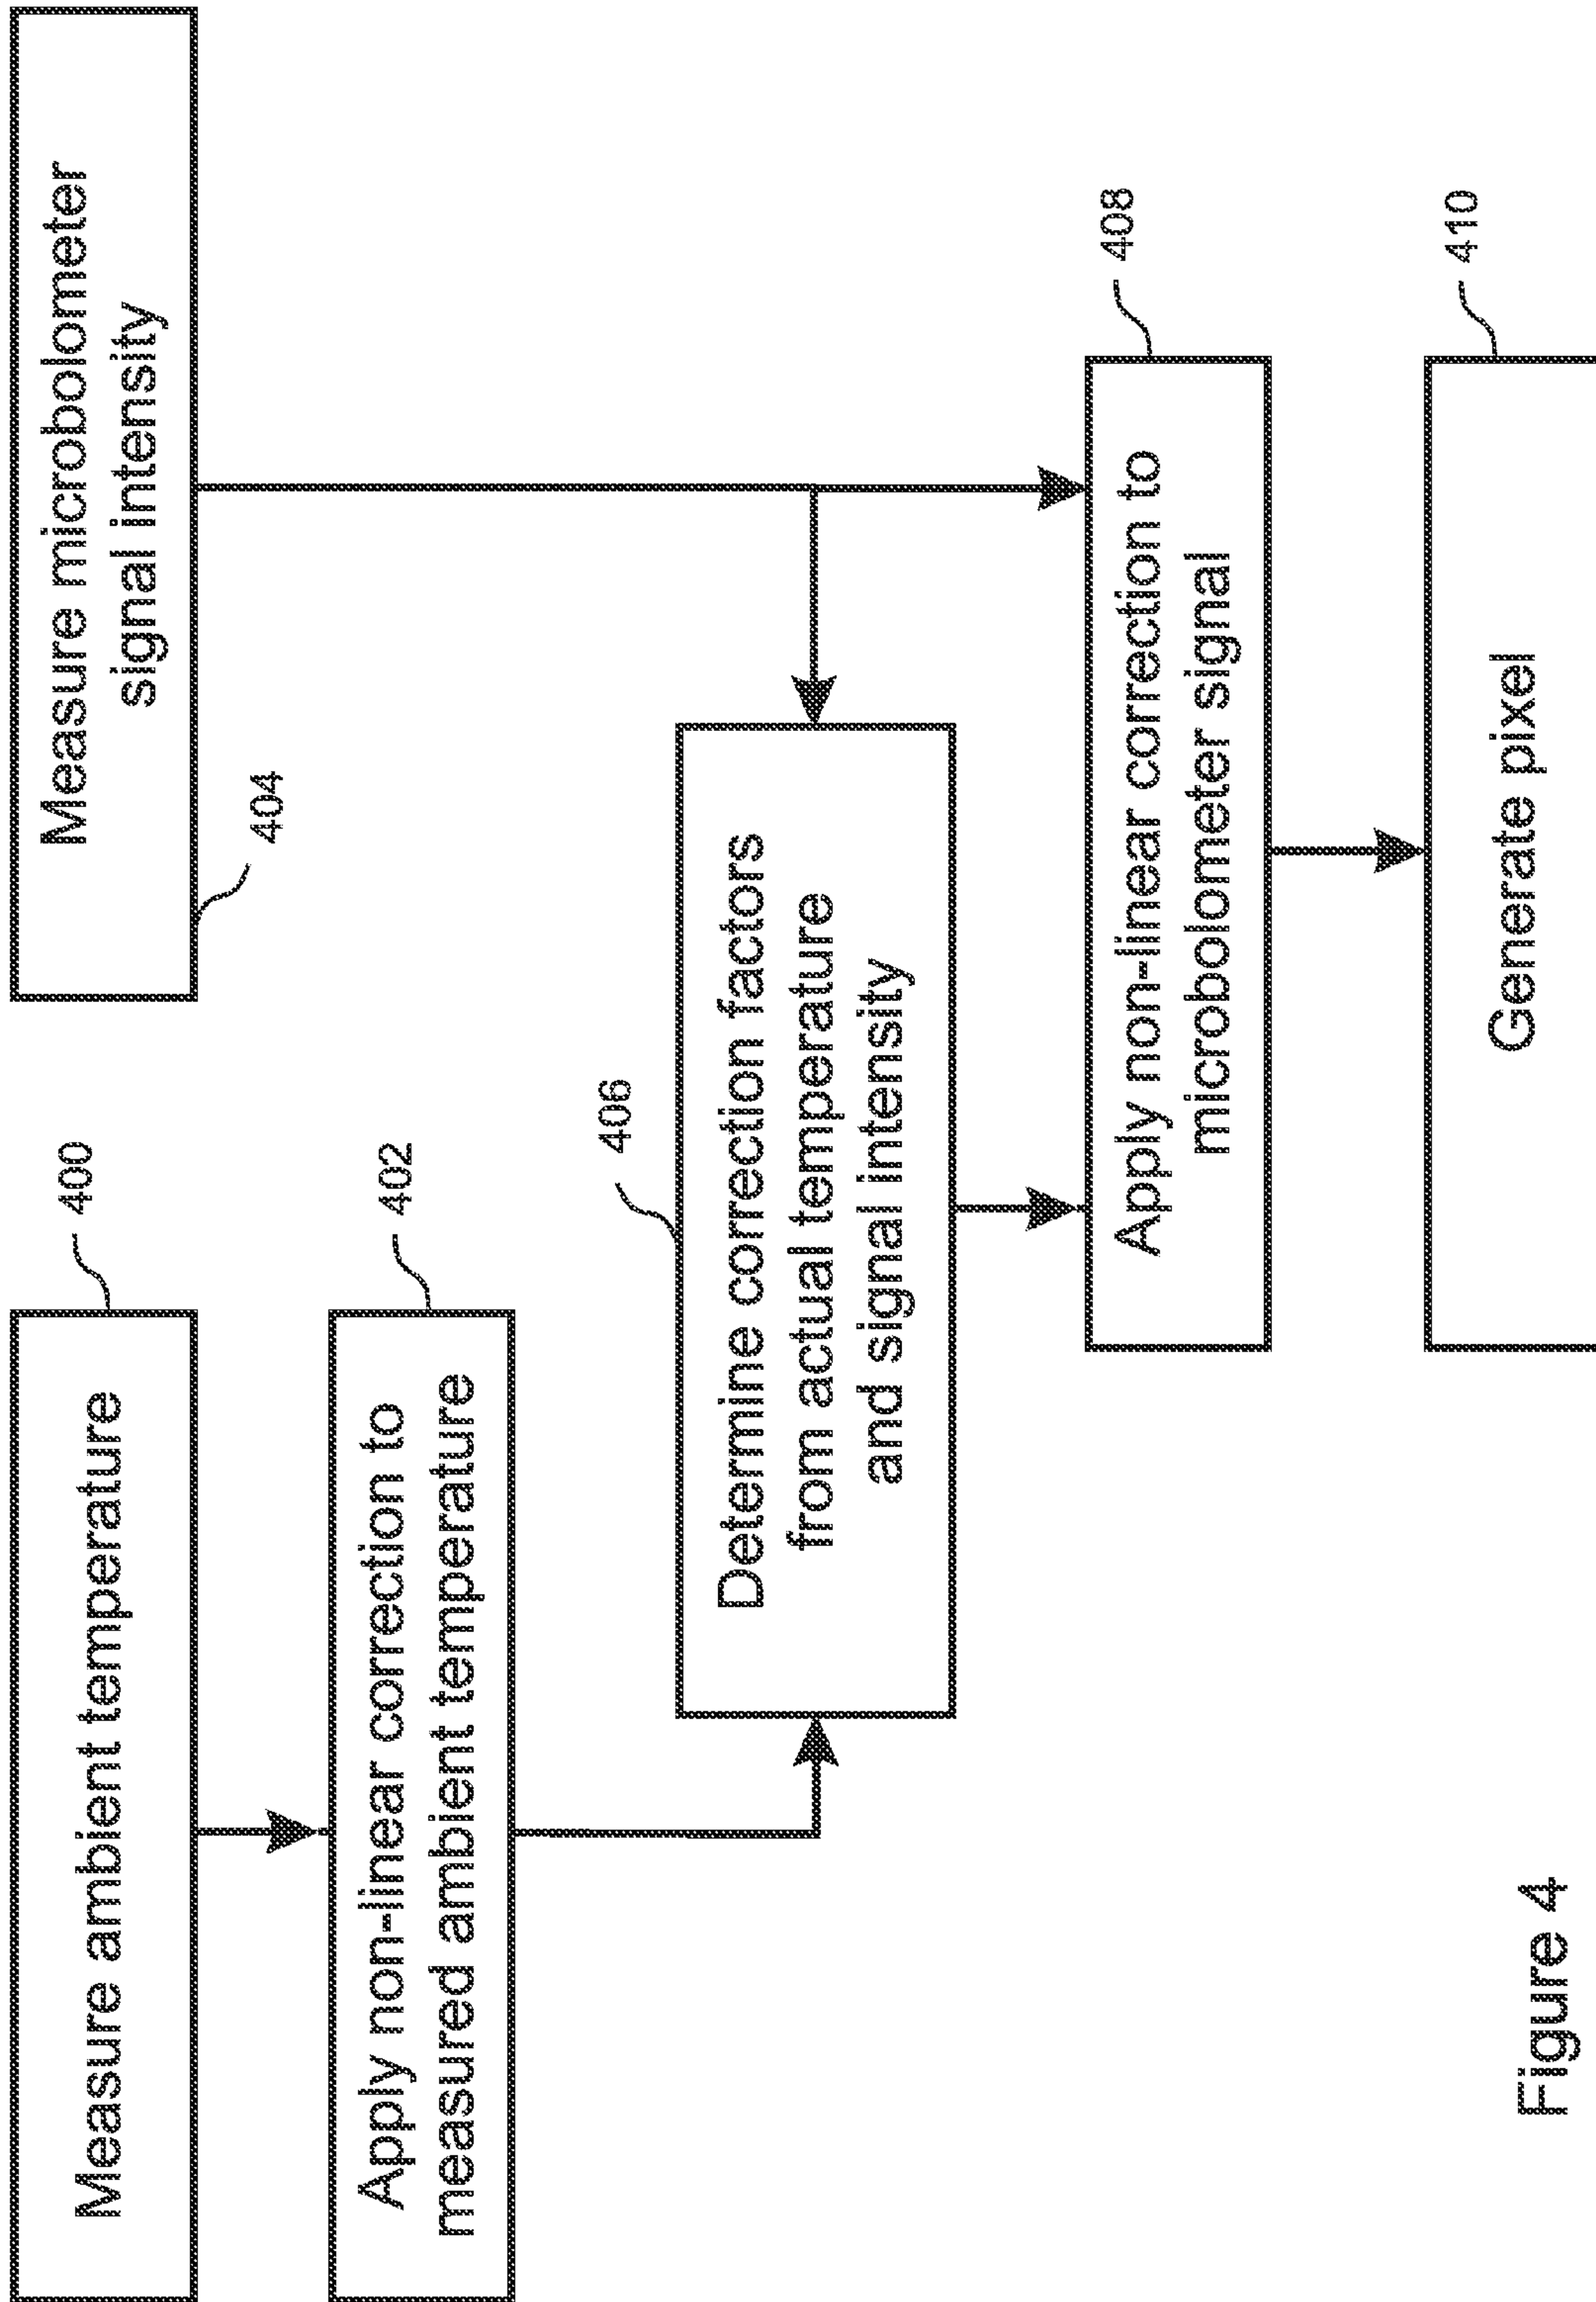 400
Measure ambient temperature
404
Measure microbolometer
signal intensity
402
Apply non-linear correction to
measured ambient temperature
406
Determine correction factors
from actual temperature
and signal intensity
408
Apply non-linear correction to
microbolometer signal
410
Generate pixel
Figure 4